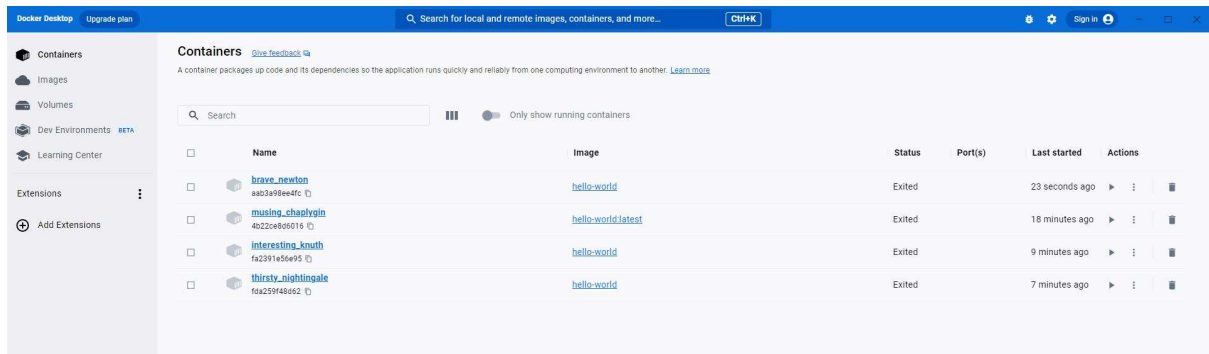 Docker Desktop Upgrade plan Search for local and remote images, containers, and more... Ctrl+K Sign in
Containers
Images
Volumes
Dev Environments BETA
Learning Center
Extensions
Add Extensions
Containers Give feedback
A container packages up code and its dependencies so the application runs quickly and reliably from one computing environment to another. Learn more
Search Only show running containers
Name Image Status Port(s) Last started Actions
brave_newton hello-world Exited 23 seconds ago
aab3a98ee4fc
musing_chaplygin hello-world:latest Exited 18 minutes ago
4b22ce8d6016
interesting_knuth hello-world Exited 9 minutes ago
fa2391e56e95
thirsty_nightingale hello-world Exited 7 minutes ago
fda259f48d62